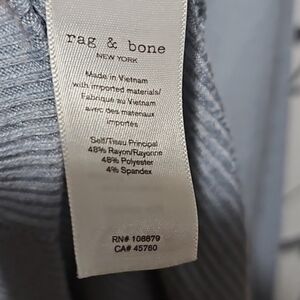 rag & bone
NEW YORK
Made in Vietnam
with imported materials/
Fabriqué au Vietnam
avec des materiaux
importés
Self/Tissu Principal
48% Rayon/Rayonne
48% Polyester
4% Spandex
RN# 108879
CA# 45760